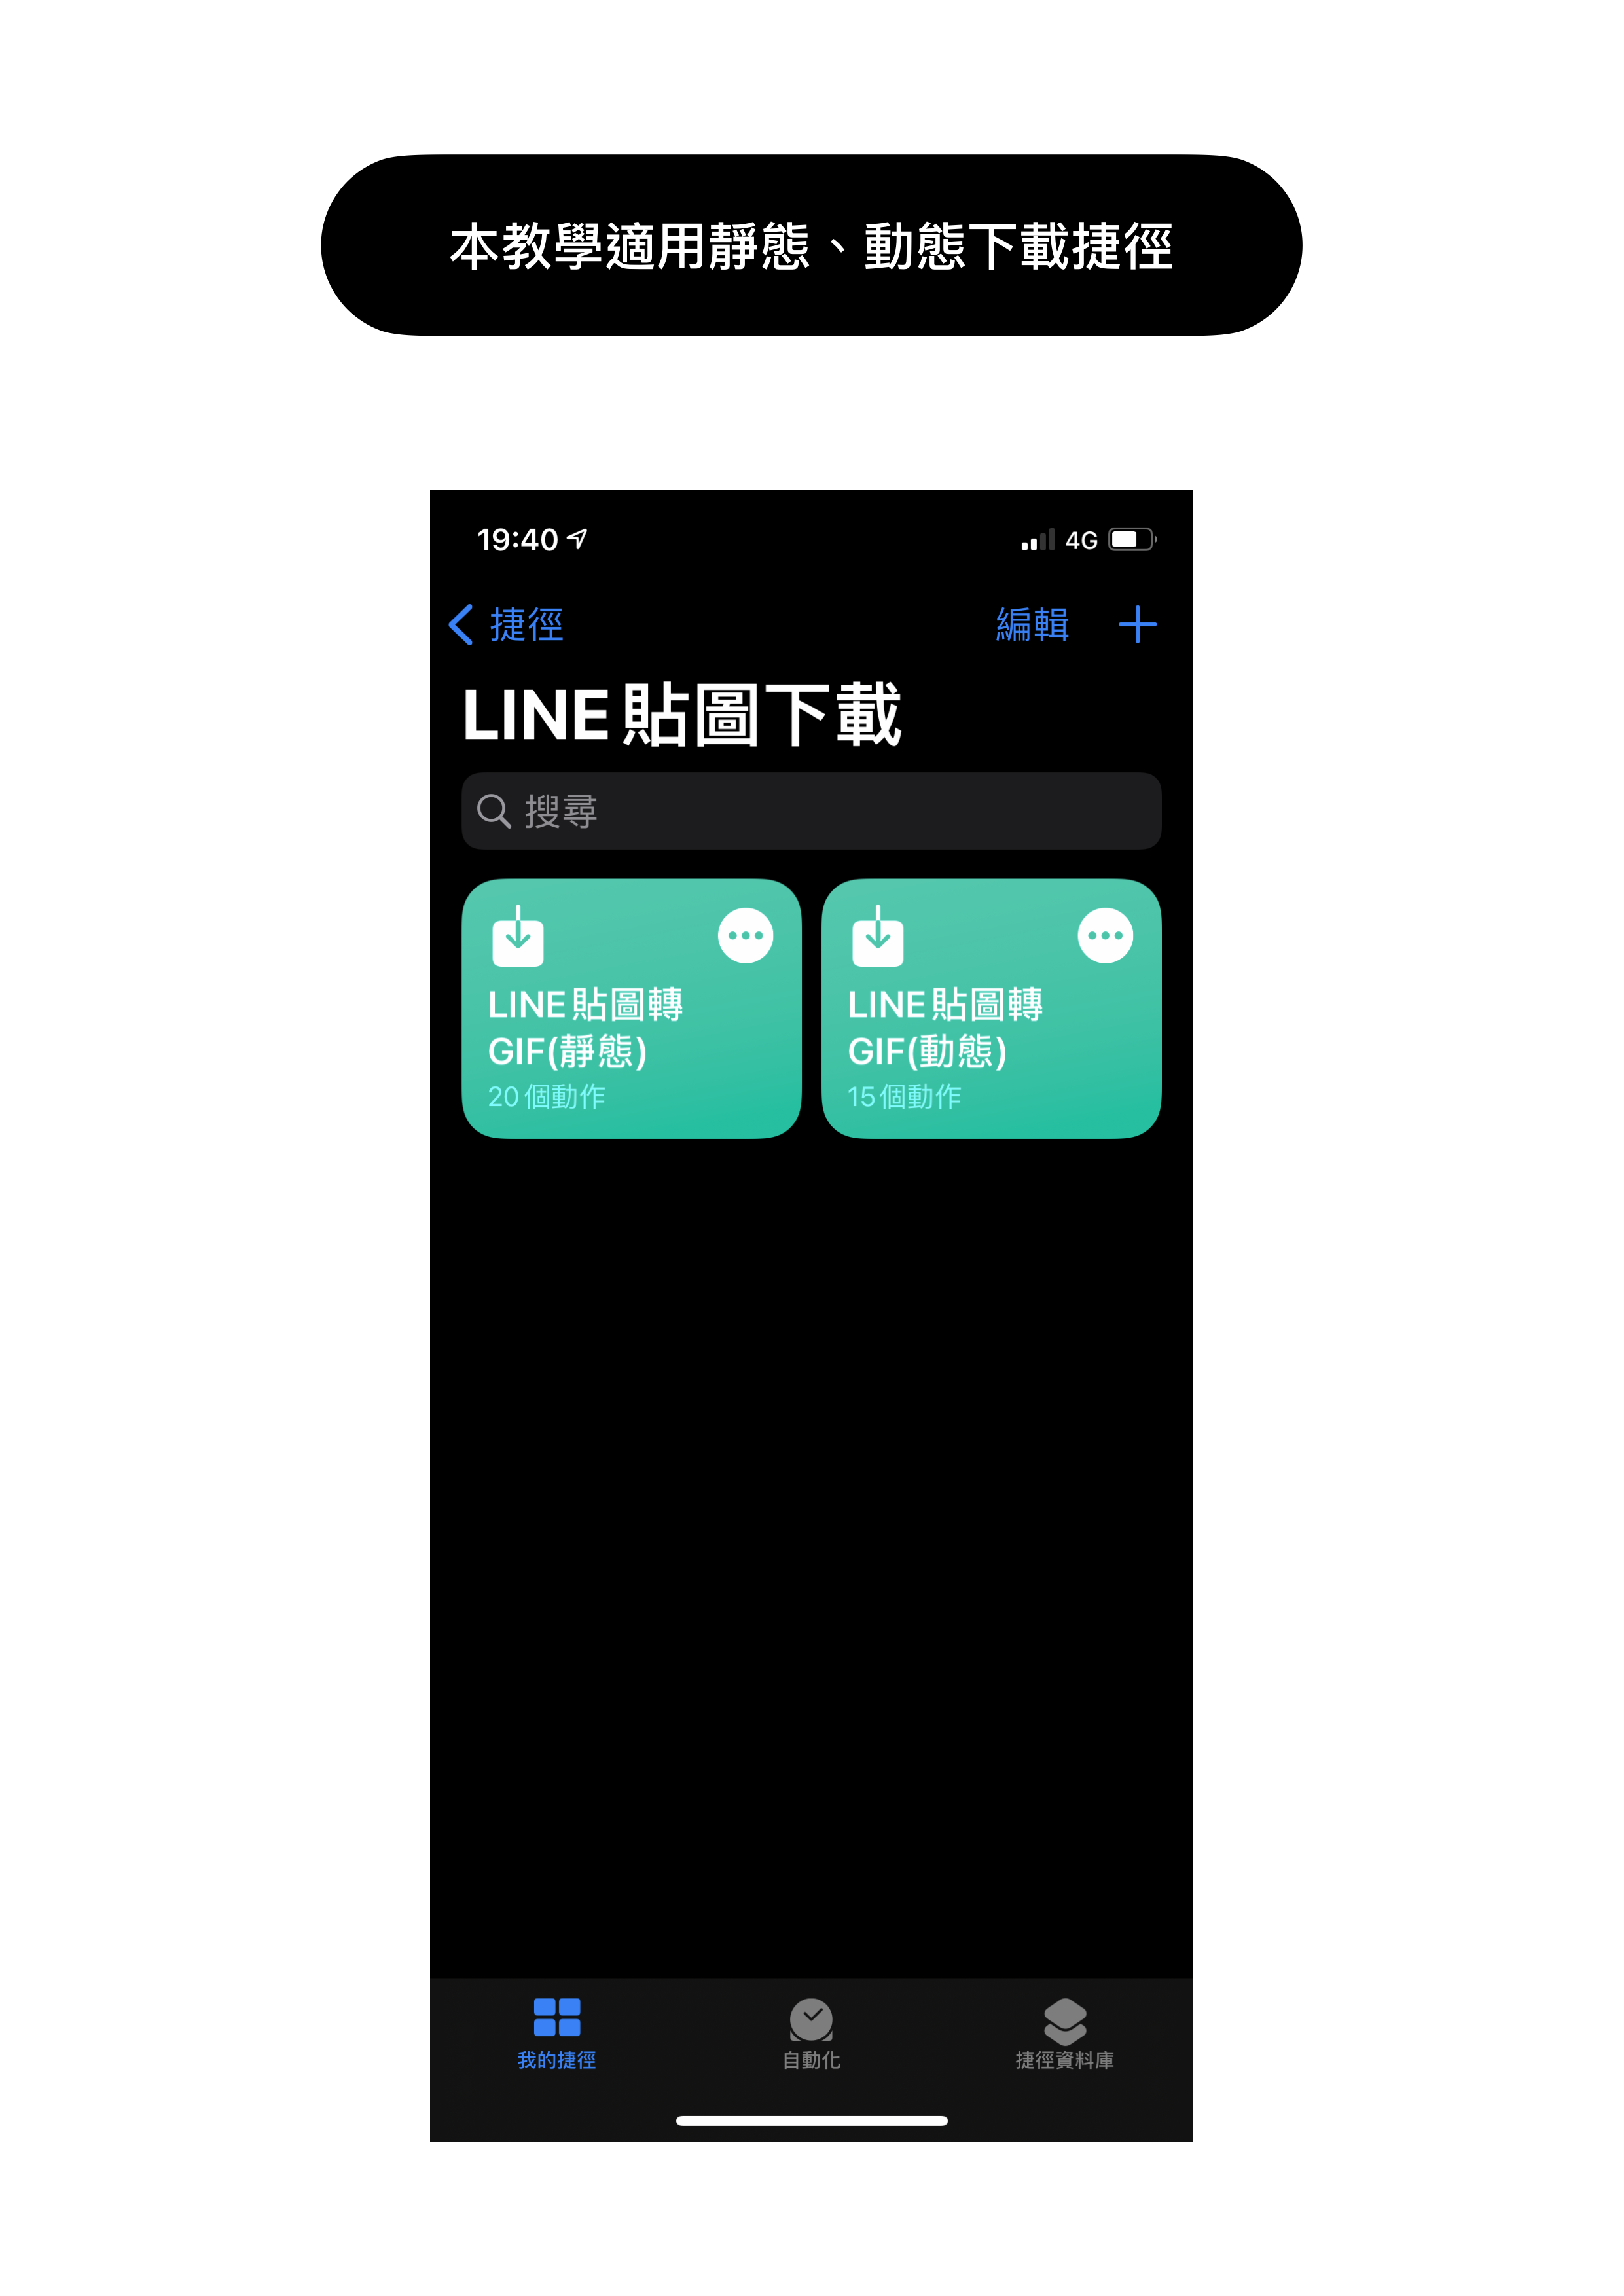 本教學適用靜態、動態下載捷徑
19:40
4G
捷徑
編輯
LINE 貼圖下載
搜尋
LINE 貼圖轉
GIF(靜態)
20 個動作
LINE 貼圖轉
GIF(動態)
15 個動作
我的捷徑
自動化
捷徑資料庫